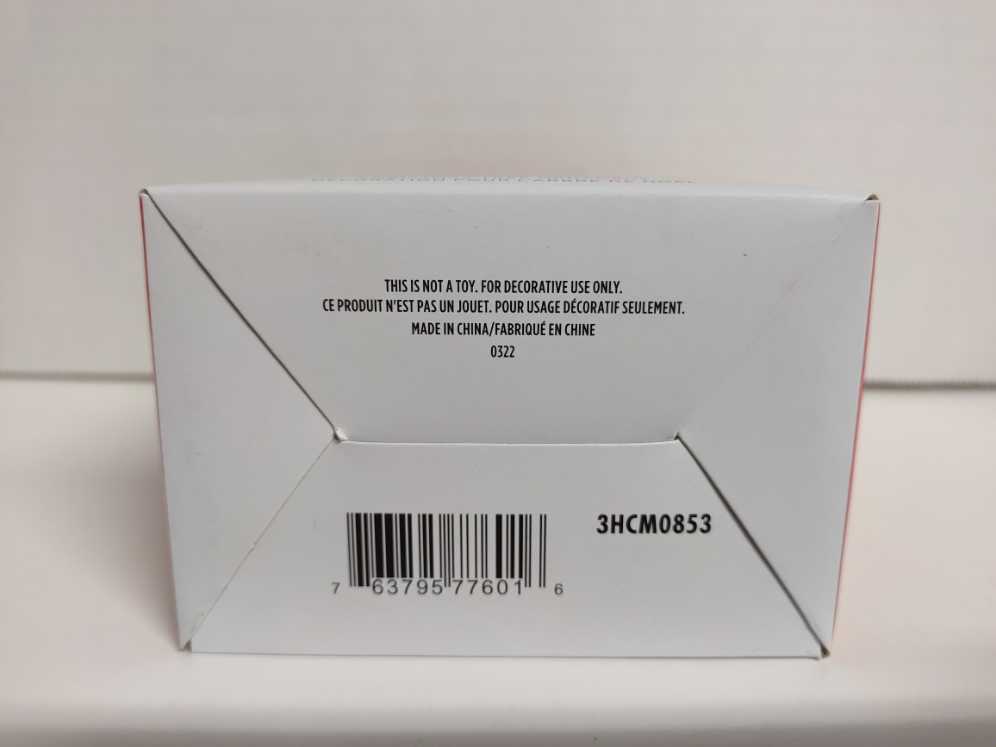 THIS IS NOT A TOY. FOR DECORATIVE USE ONLY.
CE PRODUIT N'EST PAS UN JOUET. POUR USAGE DÉCORATIF SEULEMENT.
MADE IN CHINA/FABRIQUÉ EN CHINE
0322
3HCM0853
7 63795 77601 6